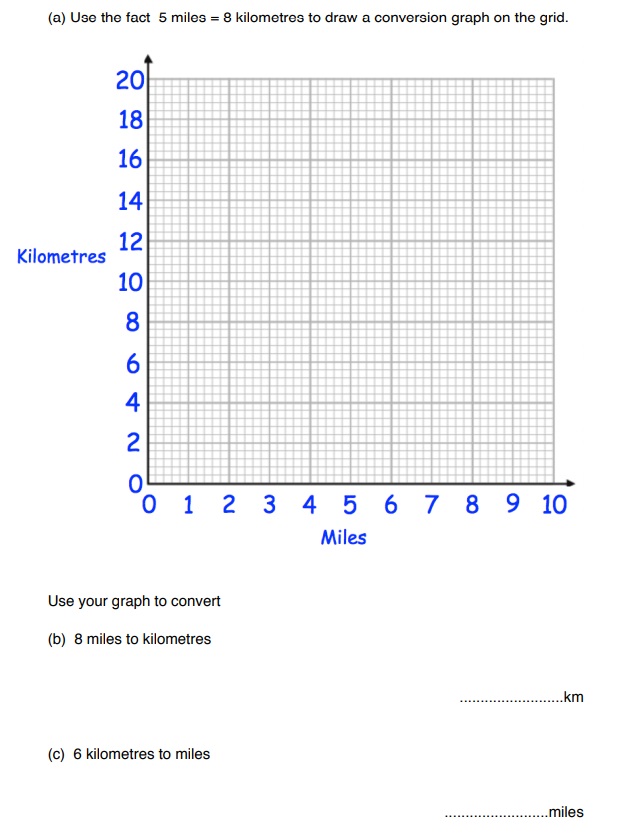 (a) Use the fact 5 miles = 8 kilometres to draw a conversion graph on the grid.
20
18
16
14
12
Kilometres
10
8
6
4
2
0
0 1 2 3 4 5 6 7 8 9 10
Miles
Use your graph to convert
(b) 8 miles to kilometres
.........................km
(c) 6 kilometres to miles
.........................miles